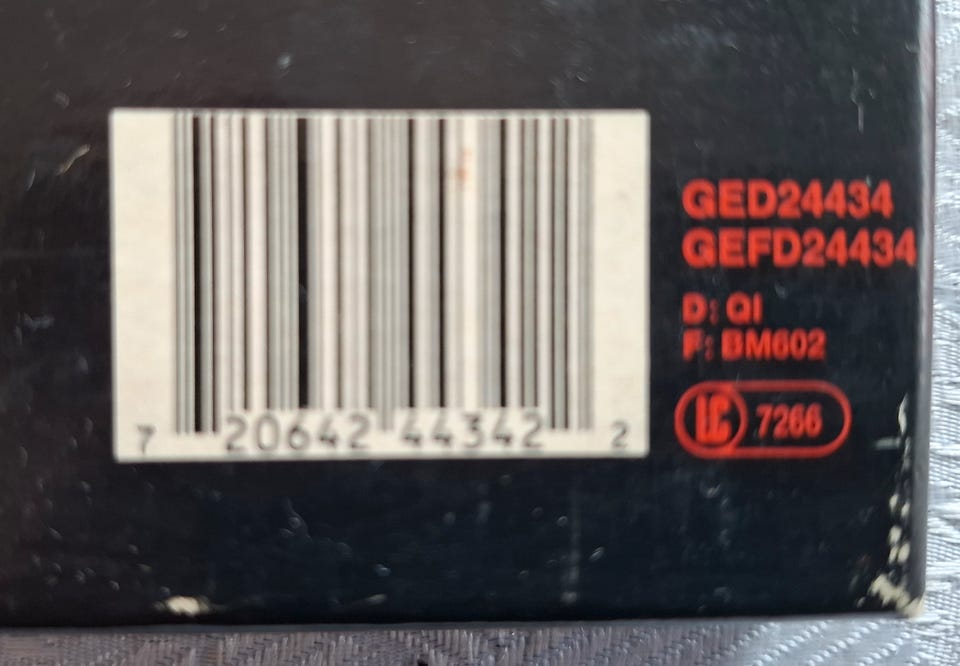 7 20642 44342 2
GED24434
GEFD24434
D: QI
F: BM602
LC 7266